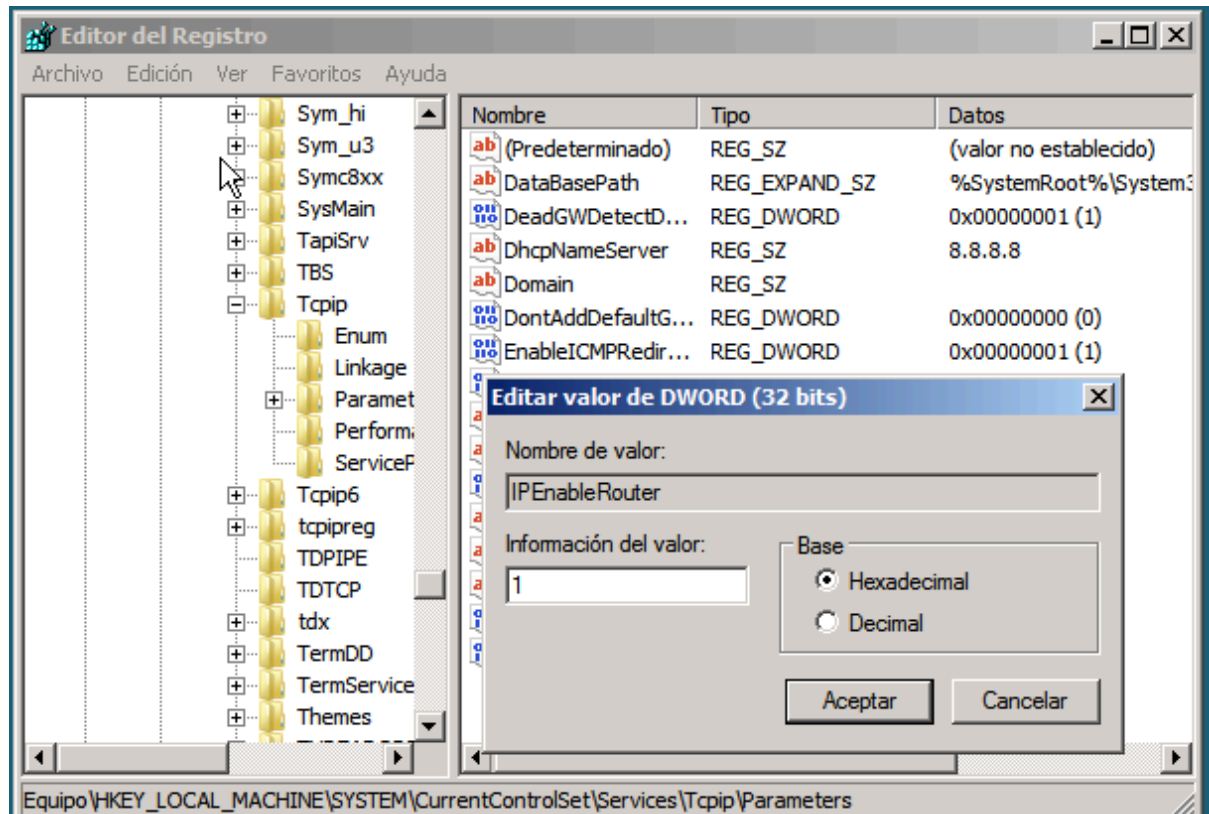 Editor del Registro
Archivo Edición Ver Favoritos Ayuda
Sym_hi
Sym_u3
Symc8xx
SysMain
TapiSrv
TBS
Tcpip
Enum
Linkage
Paramet
Performa
ServiceP
Tcpip6
tcpipreg
TDPIPE
TDTCP
tdx
TermDD
TermService
Themes
Nombre Tipo Datos
(Predeterminado) REG_SZ (valor no establecido)
DataBasePath REG_EXPAND_SZ %SystemRoot%\System3
DeadGWDetectD... REG_DWORD 0x00000001 (1)
DhcpNameServer REG_SZ 8.8.8.8
Domain REG_SZ
DontAddDefaultG... REG_DWORD 0x00000000 (0)
EnableICMPRedir... REG_DWORD 0x00000001 (1)
Editar valor de DWORD (32 bits)
Nombre de valor:
IPEnableRouter
Información del valor:
1
Base
Hexadecimal
Decimal
Aceptar Cancelar
Equipo\HKEY_LOCAL_MACHINE\SYSTEM\CurrentControlSet\Services\Tcpip\Parameters